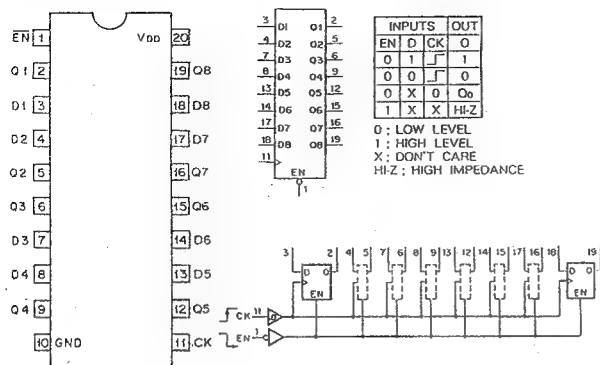 EN 1
VDD 20
Q1 2
19 Q8
D1 3
18 D8
D2 4
17 D7
Q2 5
16 Q7
Q3 6
15 Q6
D3 7
14 D6
D4 8
13 D5
Q4 9
12 Q5
10 GND
11 CK
3 D1 Q1 2
4 D2 Q2 5
7 D3 Q3 6
8 D4 Q4 9
13 D5 Q5 12
14 D6 Q6 15
17 D7 Q7 16
18 D8 Q8 19
11
EN
1
INPUTS OUT
EN D CK Q
0 1 1
0 0 0
0 X 0 Qo
1 X X HI-Z
0 ; LOW LEVEL
1 ; HIGH LEVEL
X ; DON'T CARE
HI-Z ; HIGH IMPEDANCE
3 2 4 5 7 6 8 9 13 12 14 15 17 16 18 19
D Q
EN
D Q
EN
CK 11
EN 1